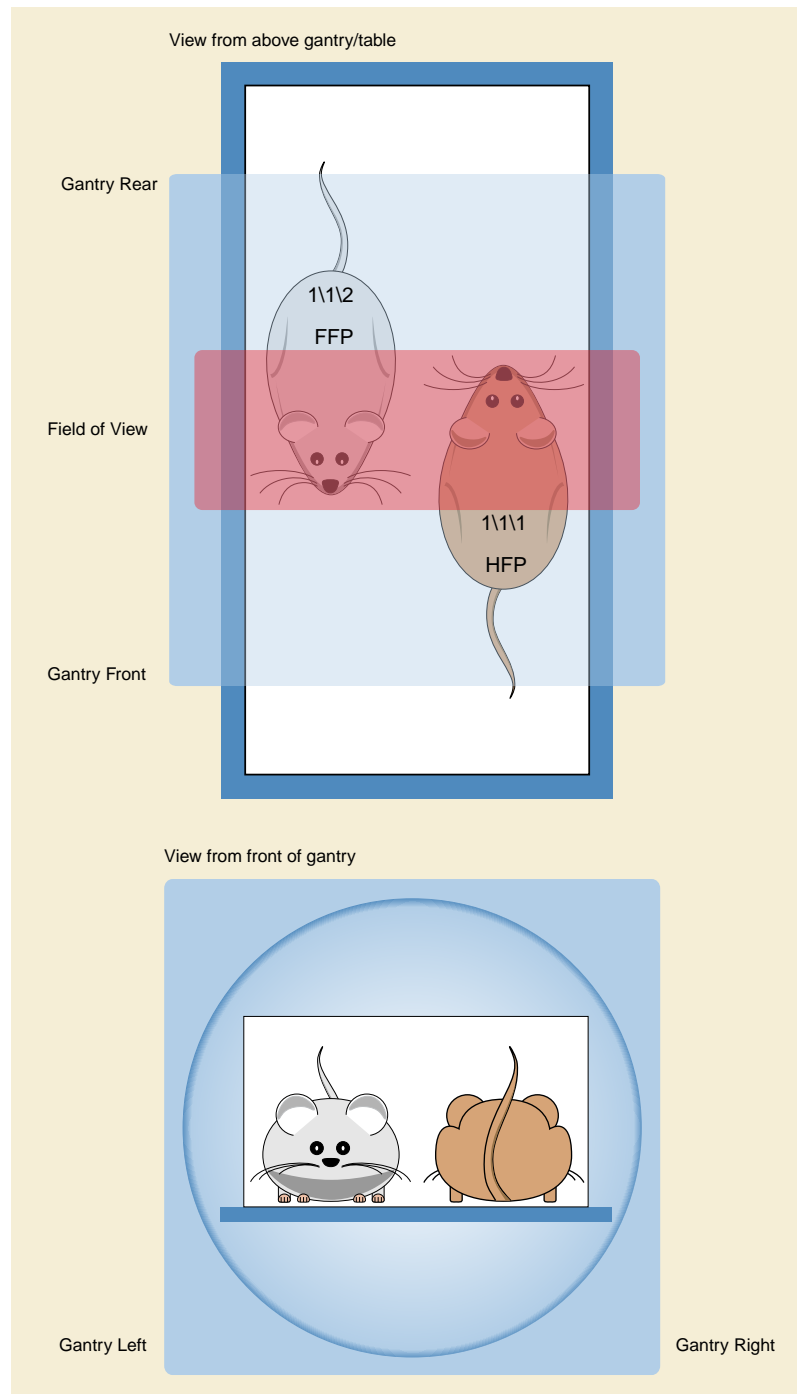 View from above gantry/table
Gantry Rear
1\1\2
FFP
Field of View
1\1\1
HFP
Gantry Front
View from front of gantry
Gantry Left
Gantry Right